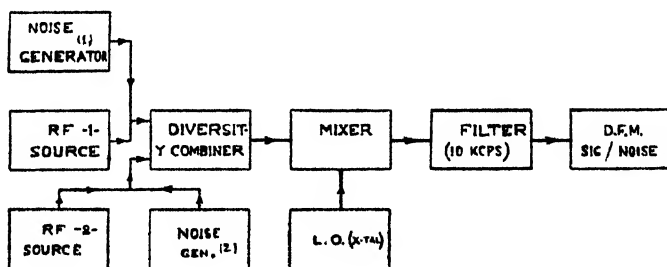 NOISE (1)
GENERATOR
RF -1-
SOURCE
DIVERSIT-
Y COMBINER
MIXER
FILTER
(10 KCPS)
D.F.M.
SIG / NOISE
RF -2-
SOURCE
NOISE
GEN. (2)
L.O. (X-TAL)